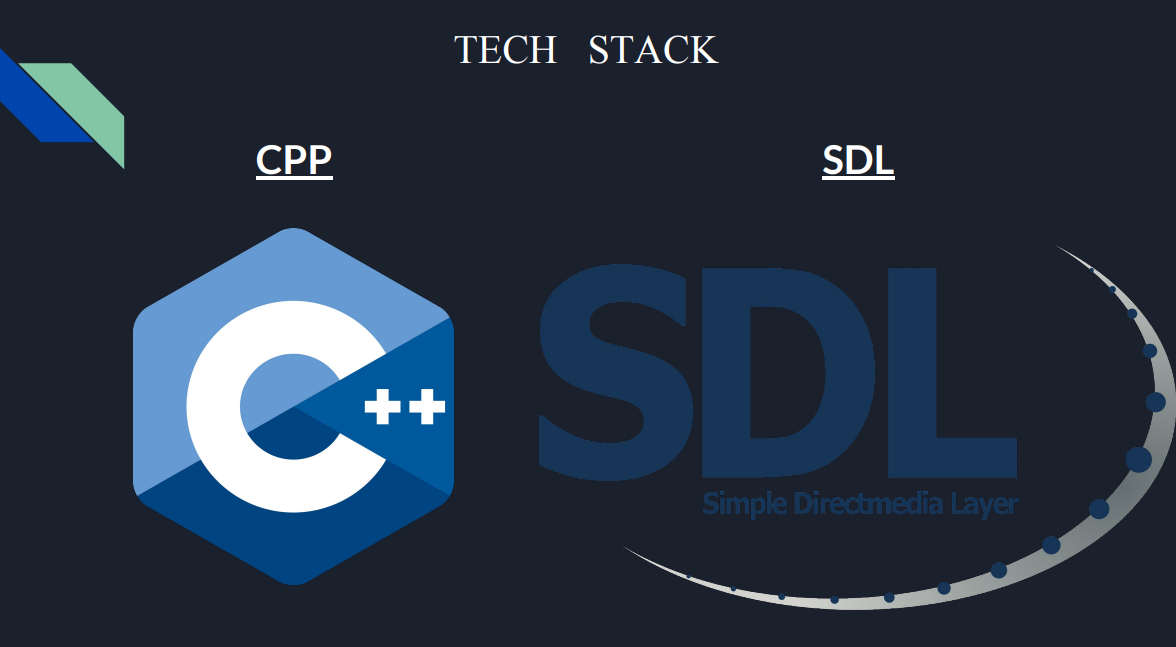 TECH STACK
CPP
SDL
C++
SDL
Simple Directmedia Layer